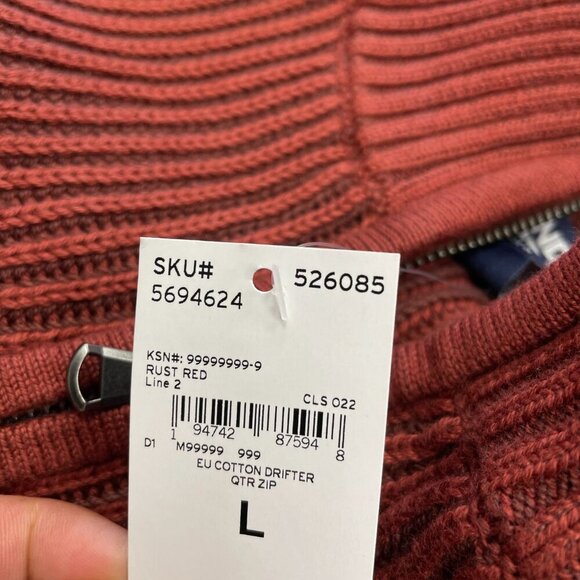 SKU#
5694624
526085
KSN#: 99999999-9
RUST RED
Line 2
CLS 022
1 94742 87594 8
D1 M99999 999
EU COTTON DRIFTER
QTR ZIP
L